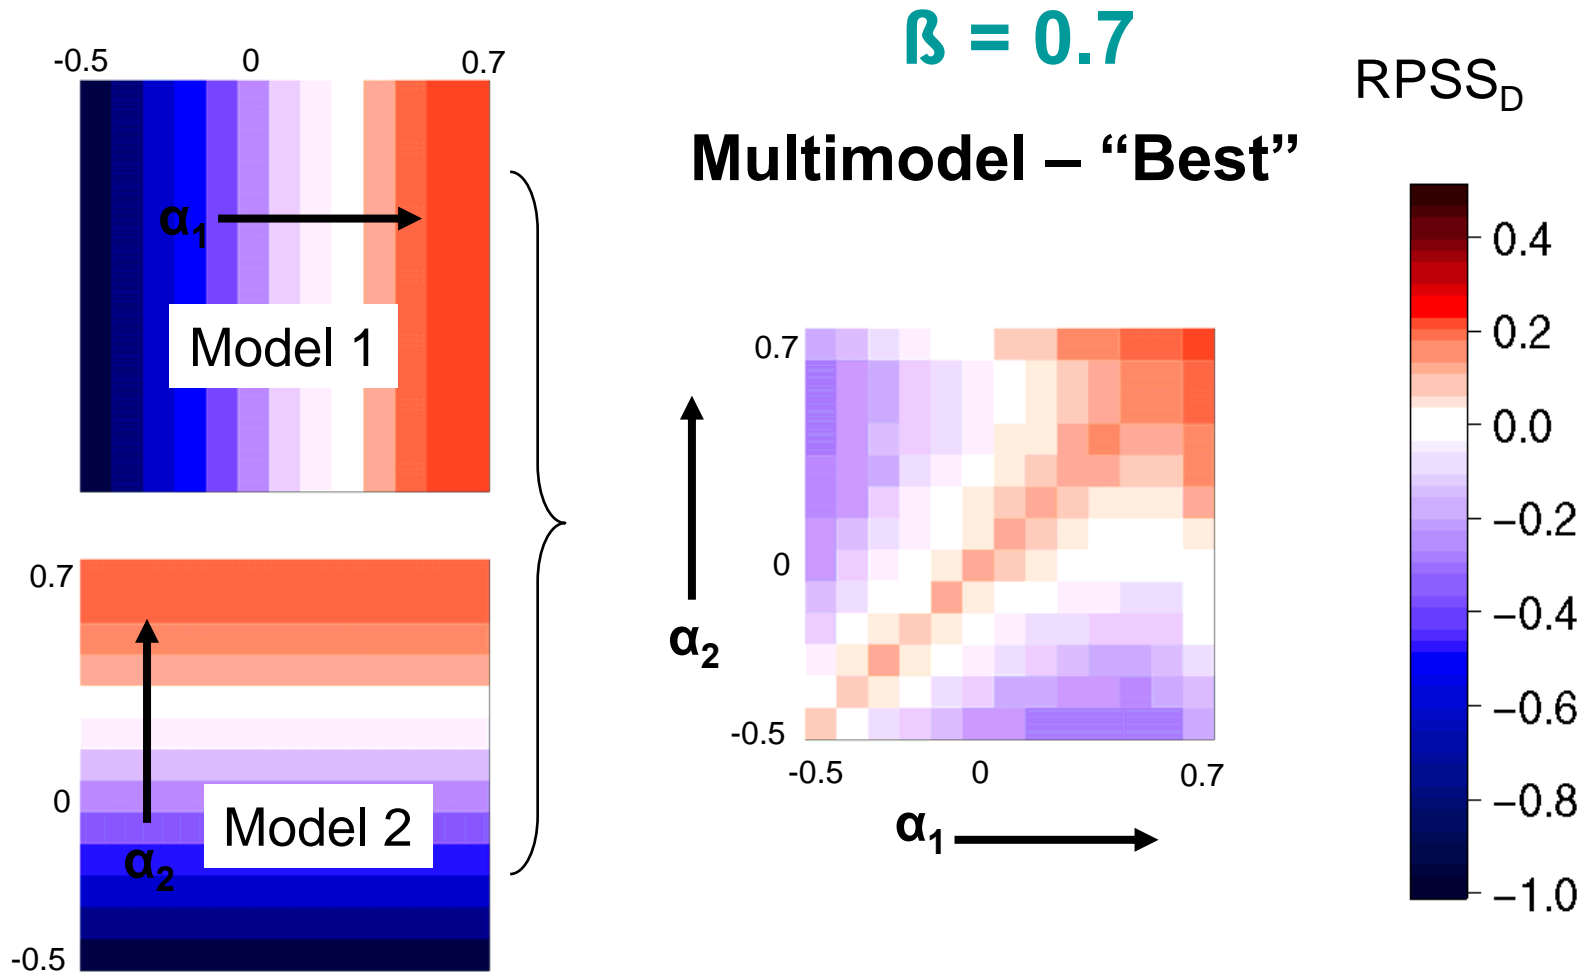 ß = 0.7
Multimodel – “Best”
-0.5 0 0.7
α1
Model 1
0.7
0
-0.5
Model 2
α2
0.7
0
-0.5
α2
-0.5 0 0.7
α1
RPSSD
0.4
0.2
0.0
−0.2
−0.4
−0.6
−0.8
−1.0